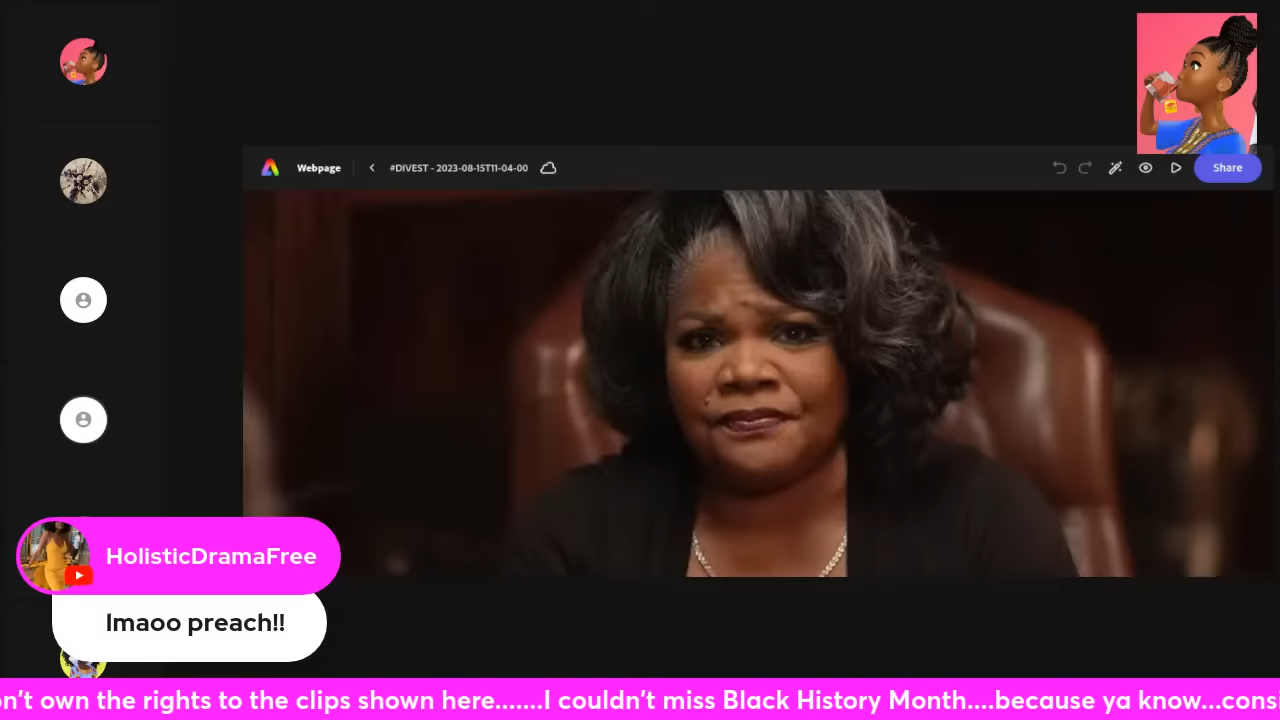 Webpage
#DIVEST - 2023-08-15T11-04-00
Share
HolisticDramaFree
lmaoo preach!!
n't own the rights to the clips shown here.......I couldn't miss Black History Month....because ya know...cons